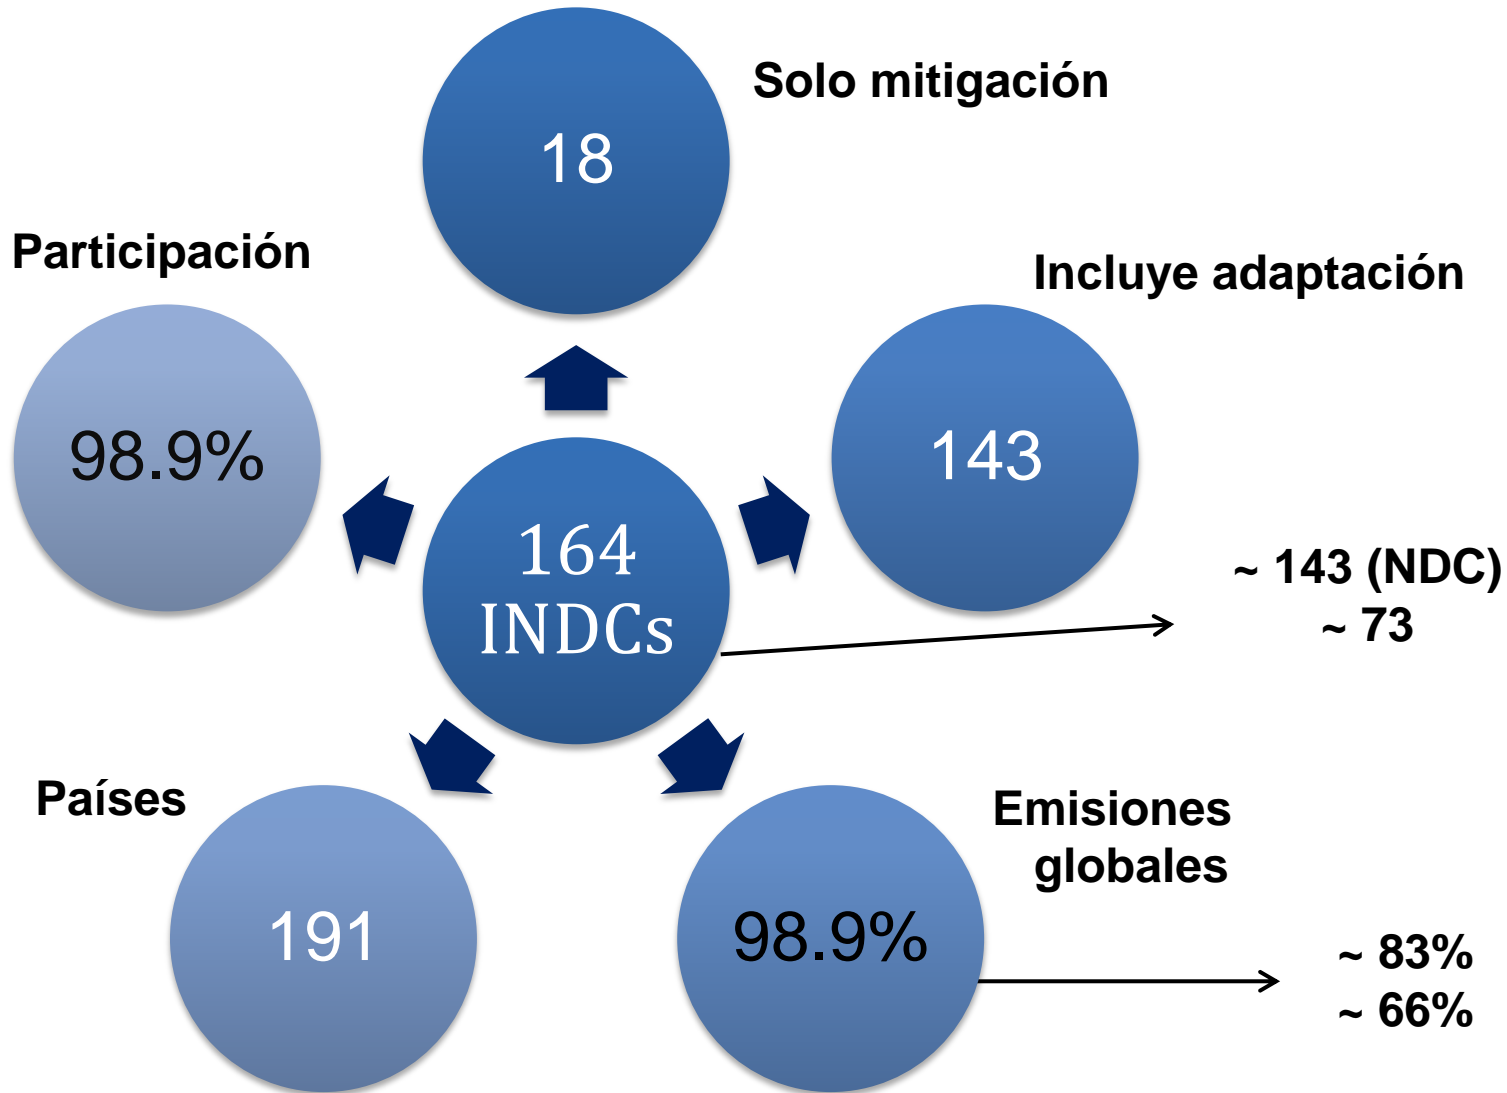 Solo mitigación
18
Participación
98.9%
Incluye adaptación
143
164
INDCs
~ 143 (NDC)
~ 73
Países
191
Emisiones
globales
98.9%
~ 83%
~ 66%